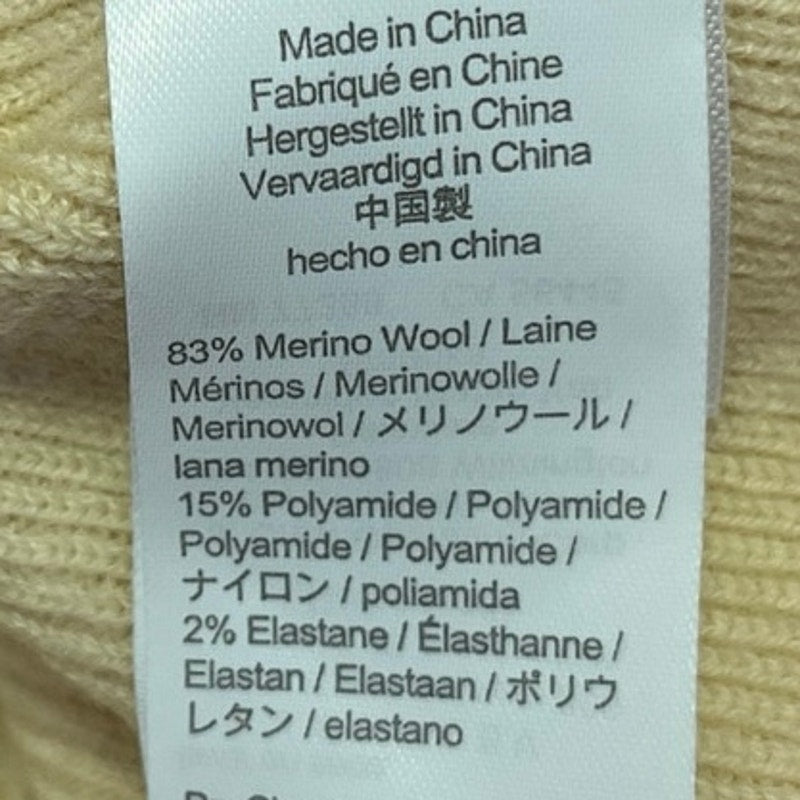 Made in China
Fabriqué en Chine
Hergestellt in China
Vervaardigd in China
中国製
hecho en china
83% Merino Wool / Laine
Mérinos / Merinowolle /
Merinowol / メリノウール /
lana merino
15% Polyamide / Polyamide /
Polyamide / Polyamide /
ナイロン / poliamida
2% Elastane / Élasthanne /
Elastan / Elastaan / ポリウ
レタン / elastano